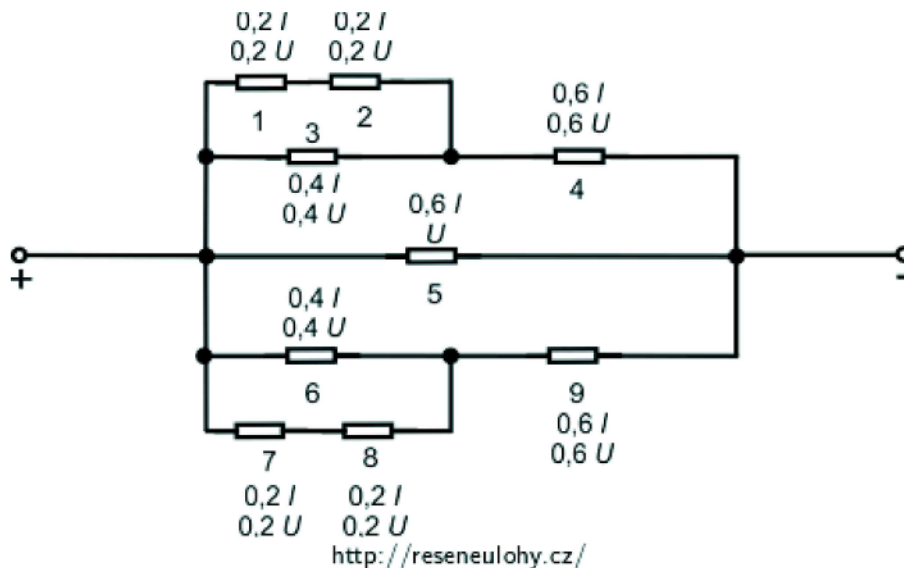 0,2 I 0,2 I
0,2 U 0,2 U
1 2
3
0,4 I
0,4 U
0,6 I
0,6 U
4
0,6 I
U
5
+ -
0,4 I
0,4 U
6
9
0,6 I
0,6 U
7 8
0,2 I 0,2 I
0,2 U 0,2 U
http://reseneulohy.cz/